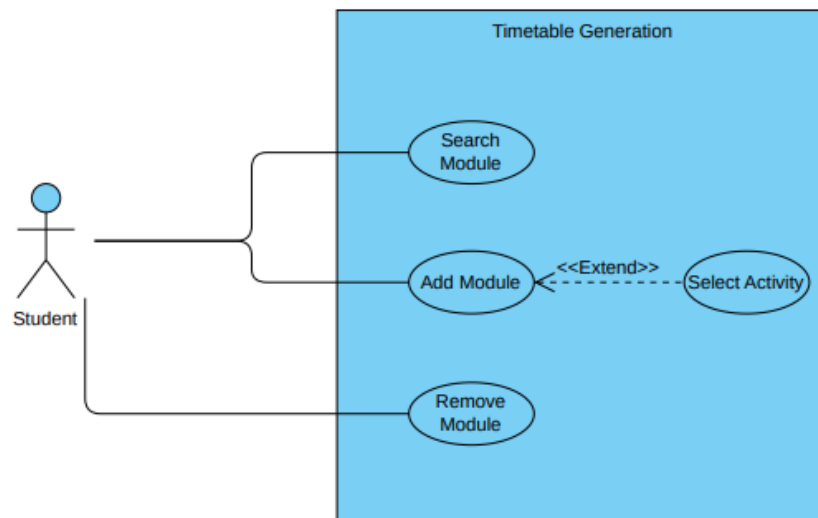 Timetable Generation
Search
Module
Student
Add Module
<<Extend>>
Select Activity
Remove
Module